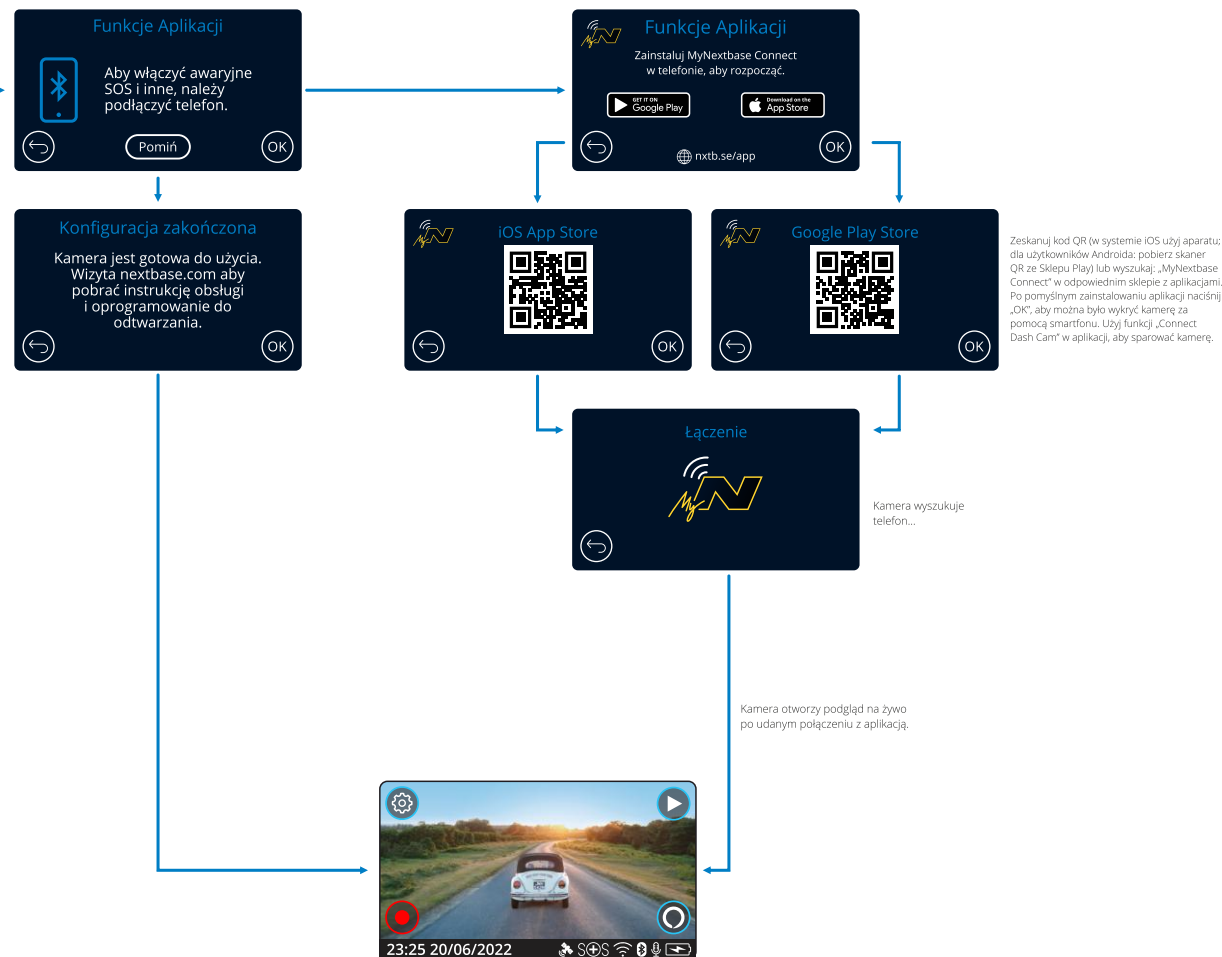 Funkcje Aplikacji
Aby włączyć awaryjne
SOS i inne, należy
podłączyć telefon.
Pomiń
OK
Funkcje Aplikacji
My N
Zainstaluj MyNextbase Connect
w telefonie, aby rozpocząć.
GET IT ON
Google Play
Download on the
App Store
nxtb.se/app
OK
Konfiguracja zakończona
Kamera jest gotowa do użycia.
Wizyta nextbase.com aby
pobrać instrukcję obsługi
i oprogramowanie do
odtwarzania.
OK
My N
iOS App Store
OK
My N
Google Play Store
OK
Zeskanuj kod QR (w systemie iOS użyj aparatu;
dla użytkowników Androida: pobierz skaner
QR ze Sklepu Play) lub wyszukaj: „MyNextbase
Connect” w odpowiednim sklepie z aplikacjami.
Po pomyślnym zainstalowaniu aplikacji naciśnij
„OK”, aby można było wykryć kamerę za
pomocą smartfonu. Użyj funkcji „Connect
Dash Cam” w aplikacji, aby sparować kamerę.
Łączenie
My N
Kamera wyszukuje
telefon...
Kamera otworzy podgląd na żywo
po udanym połączeniu z aplikacją.
23:25 20/06/2022
SOS